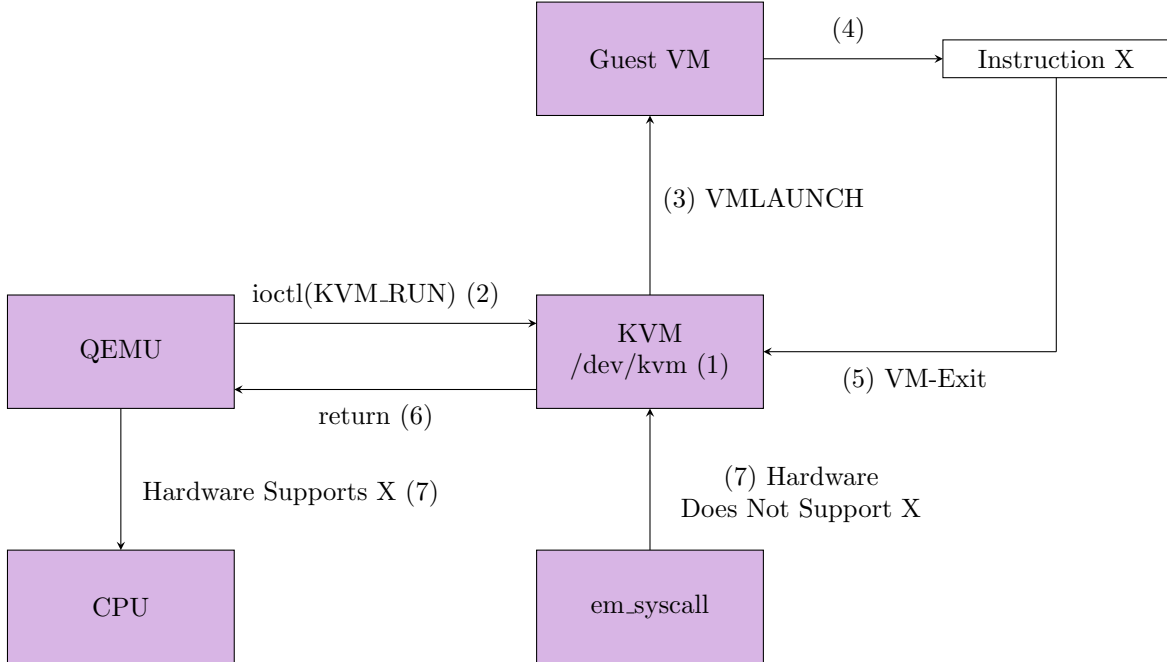 (4)
Guest VM
Instruction X
(3) VMLAUNCH
ioctl(KVM_RUN) (2)
QEMU
KVM
/dev/kvm (1)
(5) VM-Exit
return (6)
Hardware Supports X (7)
(7) Hardware
Does Not Support X
CPU
em_syscall